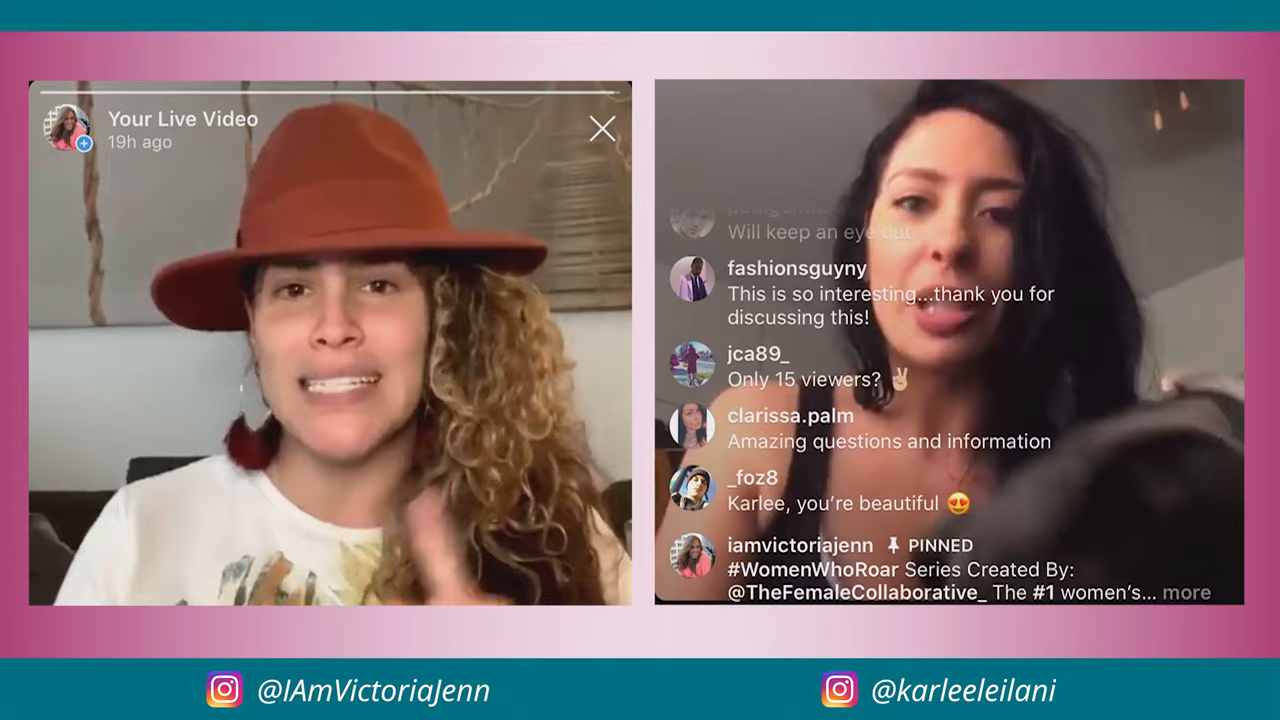 Your Live Video
19h ago
Will keep an eye out
fashionsguyny
This is so interesting...thank you for
discussing this!
jca89_
Only 15 viewers? ✌🏼
clarissa.palm
Amazing questions and information
_foz8
Karlee, you’re beautiful 😍
iamvictoriajenn 📌 PINNED
#WomenWhoRoar Series Created By:
@TheFemaleCollaborative_ The #1 women’s... more
@IAmVictoriaJenn
@karleeleilani